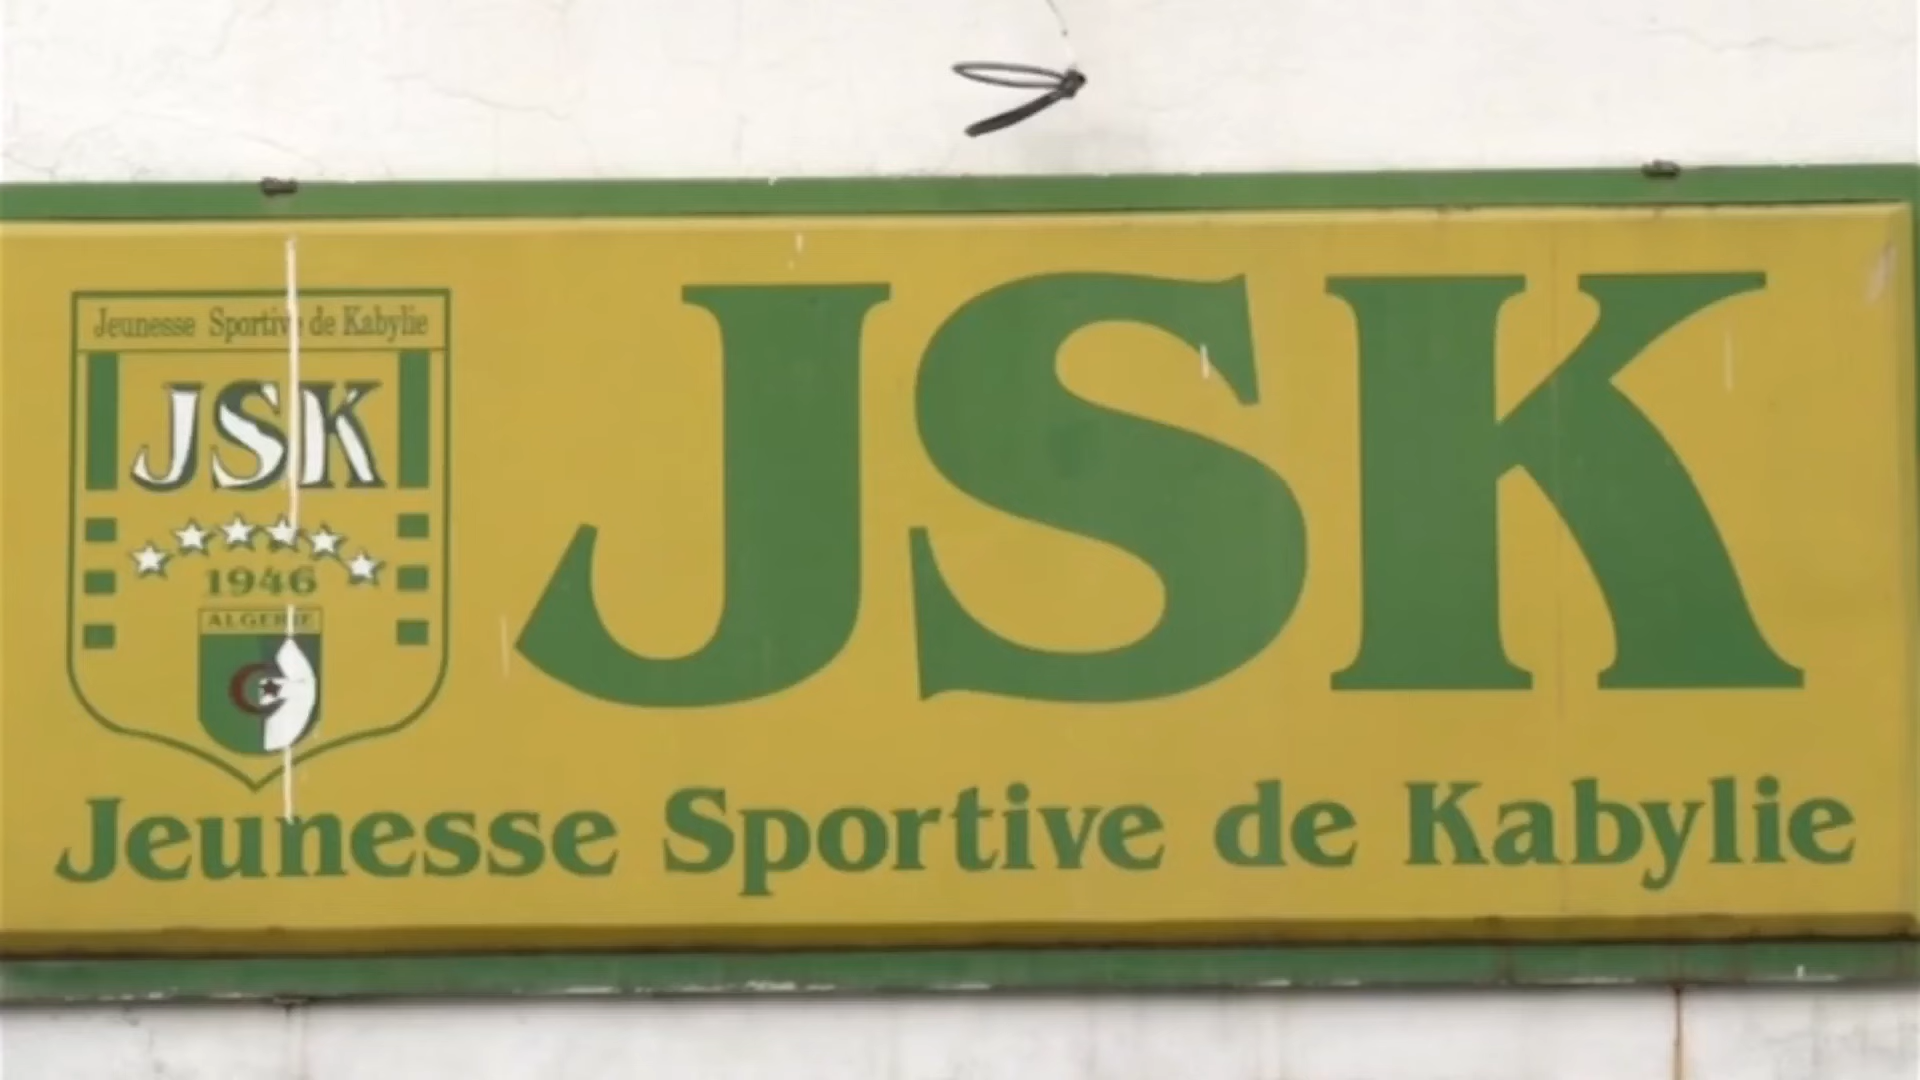 Jeunesse Sportive de Kabylie
JSK
1946
ALGERIE
JSK
Jeunesse Sportive de Kabylie